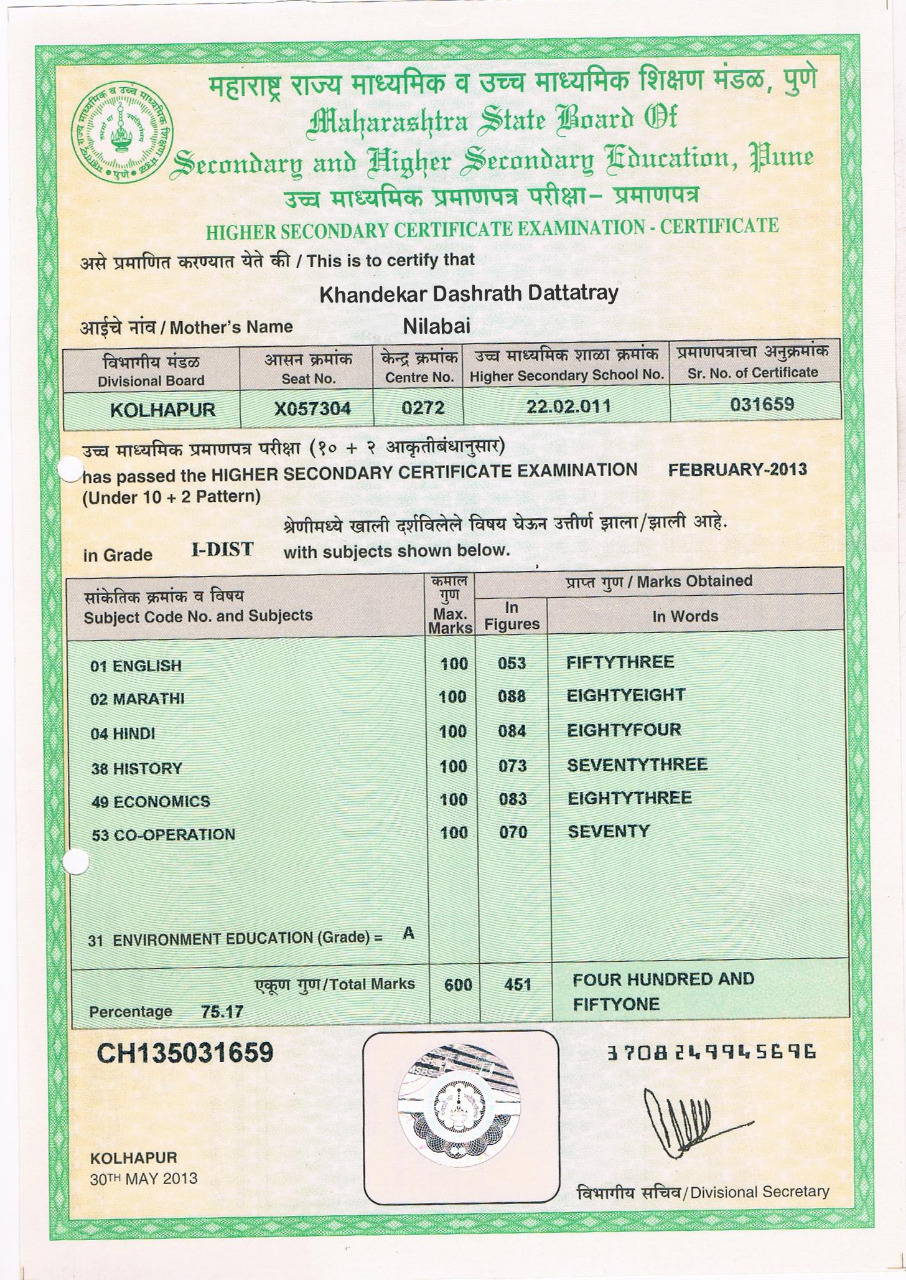 महाराष्ट्र राज्य माध्यमिक व उच्च माध्यमिक शिक्षण मंडळ, पुणे
Maharashtra State Board Of
Secondary and Higher Secondary Education, Pune
उच्च माध्यमिक प्रमाणपत्र परीक्षा– प्रमाणपत्र
HIGHER SECONDARY CERTIFICATE EXAMINATION - CERTIFICATE
असे प्रमाणित करण्यात येते की / This is to certify that
Khandekar Dashrath Dattatray
आईचे नांव / Mother's Name Nilabai
विभागीय मंडळ आसन क्रमांक केन्द्र क्रमांक उच्च माध्यमिक शाळा क्रमांक प्रमाणपत्राचा अनुक्रमांक
Divisional Board Seat No. Centre No. Higher Secondary School No. Sr. No. of Certificate
KOLHAPUR X057304 0272 22.02.011 031659
उच्च माध्यमिक प्रमाणपत्र परीक्षा (१० + २ आकृतीबंधानुसार)
has passed the HIGHER SECONDARY CERTIFICATE EXAMINATION FEBRUARY-2013
(Under 10 + 2 Pattern)
श्रेणीमध्ये खाली दर्शविलेले विषय घेऊन उत्तीर्ण झाला/झाली आहे.
in Grade I-DIST with subjects shown below.
सांकेतिक क्रमांक व विषय
Subject Code No. and Subjects
कमाल
गुण
Max.
Marks
प्राप्त गुण / Marks Obtained
In
Figures
In Words
01 ENGLISH 100 053 FIFTYTHREE
02 MARATHI 100 088 EIGHTYEIGHT
04 HINDI 100 084 EIGHTYFOUR
38 HISTORY 100 073 SEVENTYTHREE
49 ECONOMICS 100 083 EIGHTYTHREE
53 CO-OPERATION 100 070 SEVENTY
31 ENVIRONMENT EDUCATION (Grade) = A
एकूण गुण/Total Marks 600 451 FOUR HUNDRED AND
FIFTYONE
Percentage 75.17
CH135031659
3708249945696
KOLHAPUR
30TH MAY 2013
विभागीय सचिव/Divisional Secretary